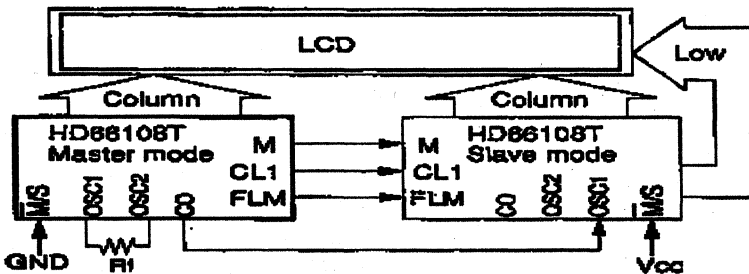 LCD
Low
Column
Column
HD66108T
Master mode
M
CL1
FLM
M/S
OSC1
OSC2
CO
GND
R1
HD66108T
Slave mode
M
CL1
FLM
CO
OSC2
OSC1
M/S
Vcc